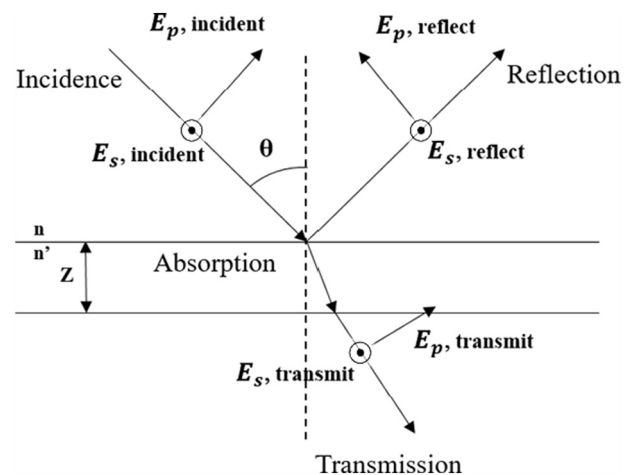 E_p, incident
E_p, reflect
Incidence
Reflection
E_s, incident
θ
E_s, reflect
n
n'
Absorption
Z
E_p, transmit
E_s, transmit
Transmission